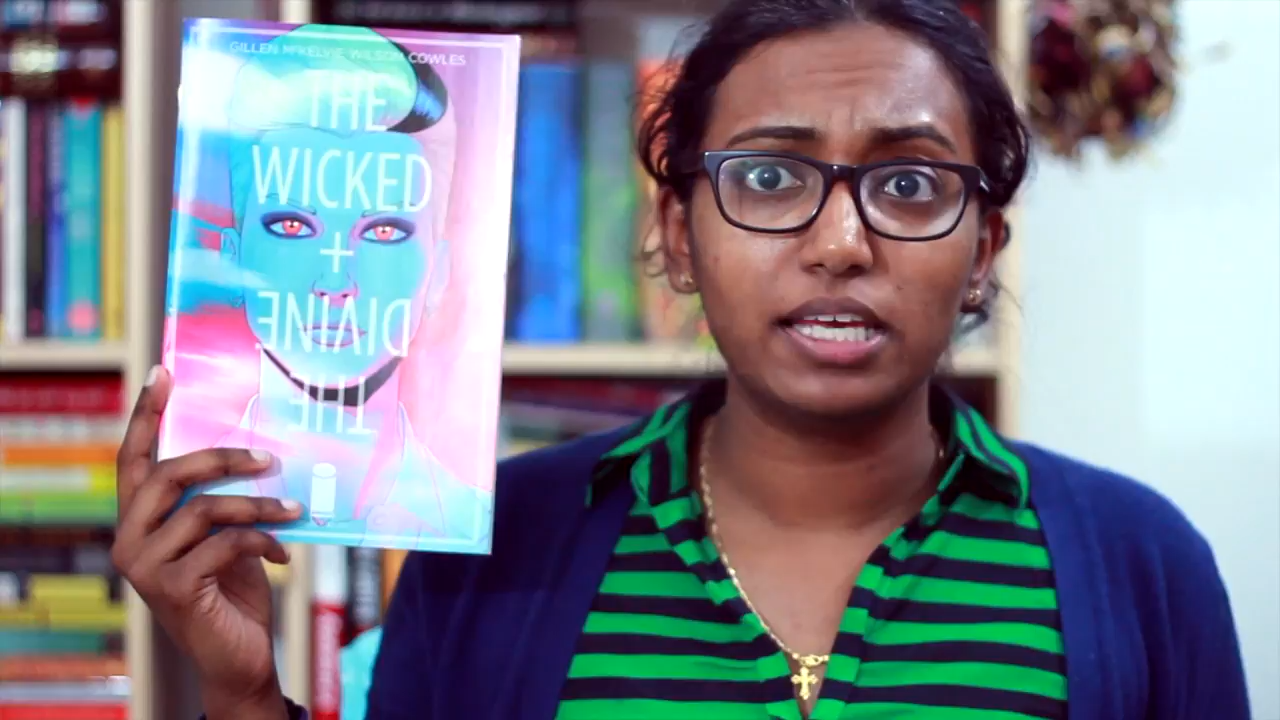 GILLEN McKELVIE WILSON COWLES
THE
WICKED
+
DIVINE
THE